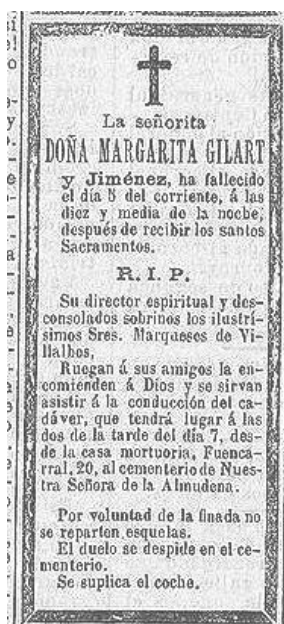 La señorita
DOÑA MARGARITA GILART
y Jiménez, ha fallecido
el día 5 del corriente, á las
diez y media de la noche,
después de recibir los santos
Sacramentos.
R. I. P.
Su director espiritual y des-
consolados sobrinos los ilustrí-
simos Sres. Marqueses de Vi-
llalbos,
Ruegan á sus amigos la en-
comienden á Dios y se sirvan
asistir á la conducción del ca-
dáver, que tendrá lugar á las
dos de la tarde del día 7, des-
de la casa mortuoria, Fuencar-
ral, 20, al cementerio de Nues-
tra Señora de la Almudena.
Por voluntad de la finada no
se reparten esquelas.
El duelo se despide en el ce-
menterio.
Se suplica el coche.